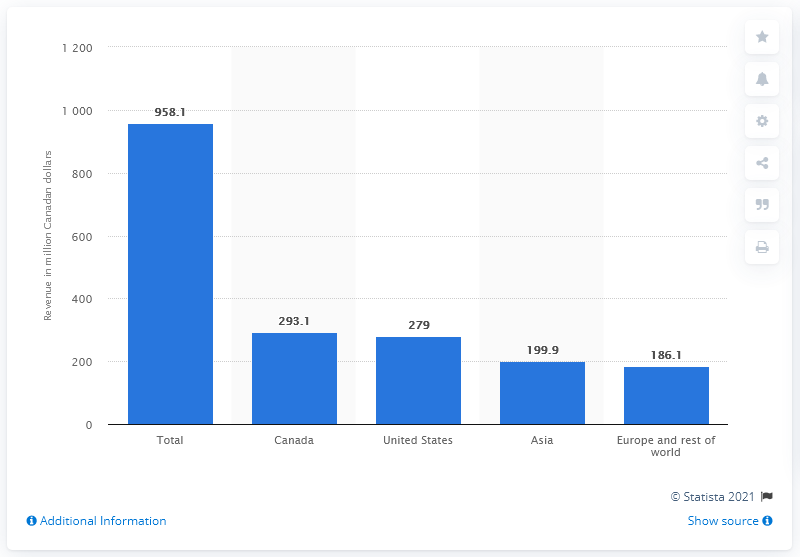 1 200
1 000
800
600
400
200
0
Revenue in million Canadan dollars
958.1
293.1
279
199.9
186.1
Total
Canada
United States
Asia
Europe and rest of
world
© Statista 2021
Additional Information
Show source